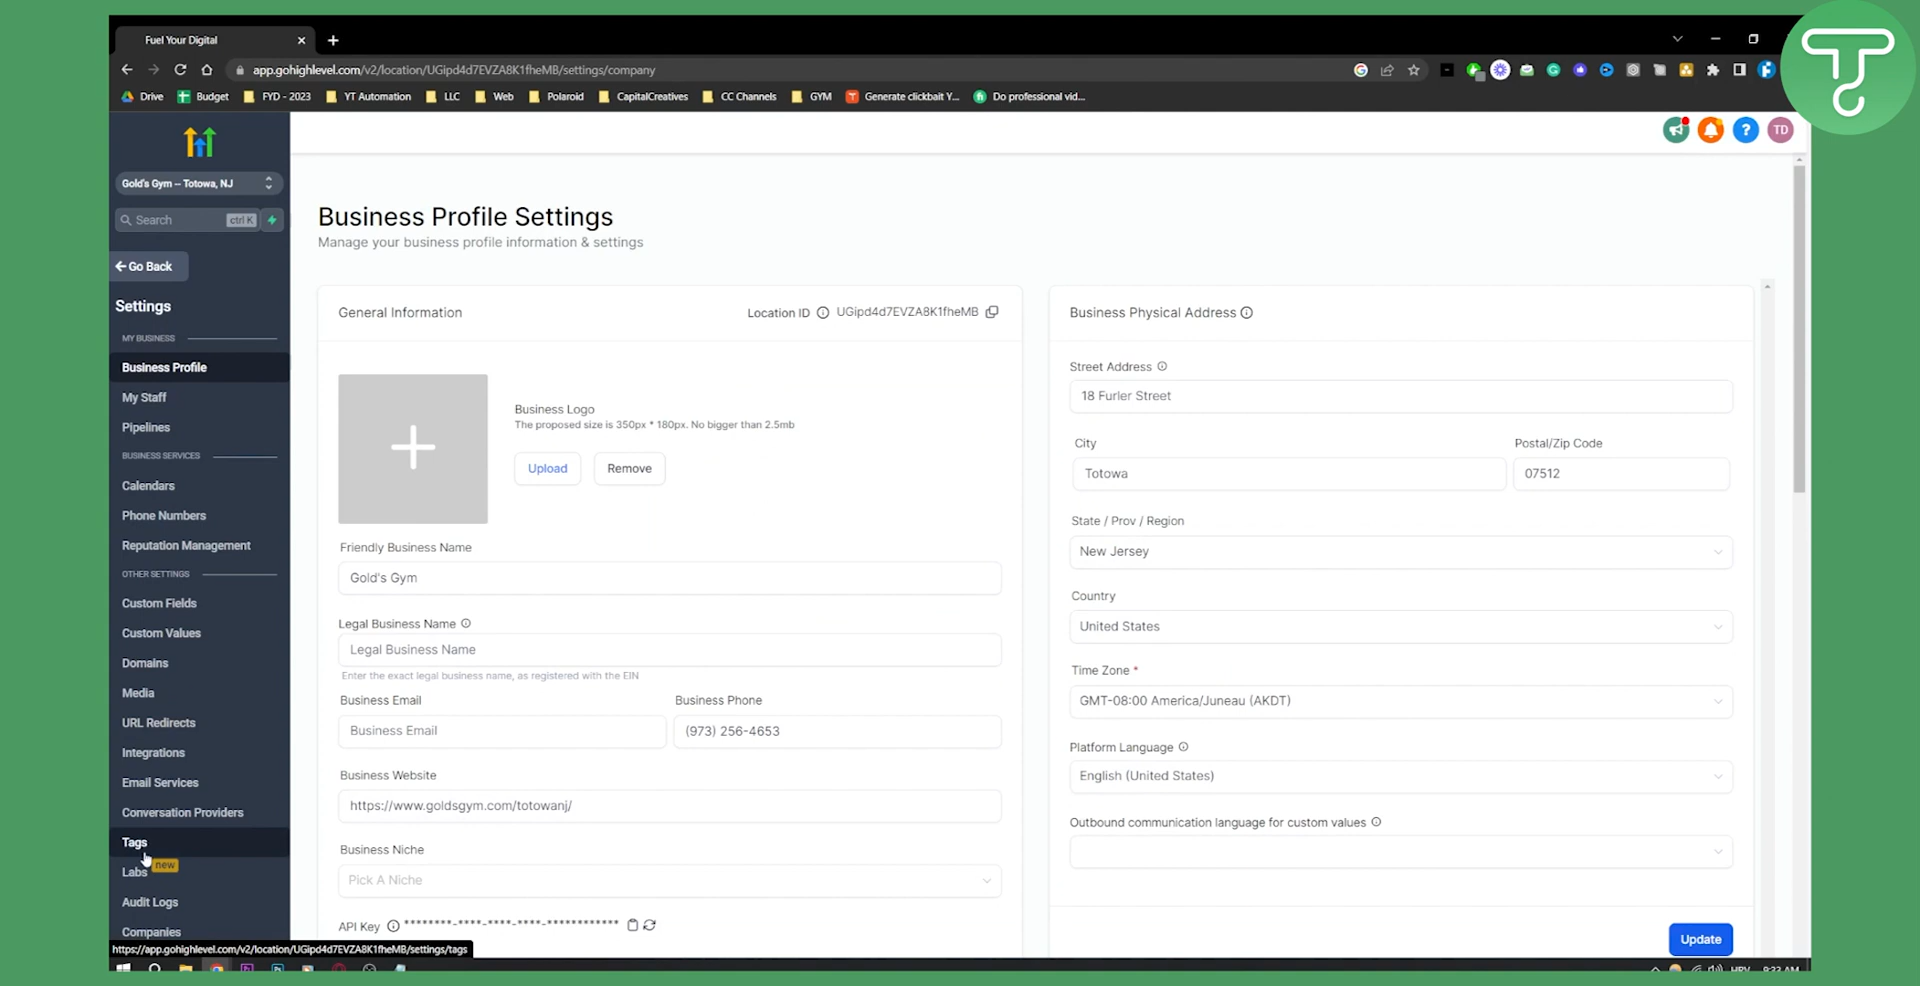 Fuel Your Digital
app.gohighlevel.com/v2/location/UGipd4d7EVZA8K1fheMB/settings/company
Drive Budget FYD - 2023 YT Automation LLC Web Polaroid CapitalCreatives CC Channels GYM Generate clickbait Y... Do professional vid...
TD
Gold's Gym -- Totowa, NJ
Search ctrl K
Go Back
Settings
MY BUSINESS
Business Profile
My Staff
Pipelines
BUSINESS SERVICES
Calendars
Phone Numbers
Reputation Management
OTHER SETTINGS
Custom Fields
Custom Values
Domains
Media
URL Redirects
Integrations
Email Services
Conversation Providers
Tags
Labs new
Audit Logs
Companies
Business Profile Settings
Manage your business profile information & settings
General Information
Location ID UGipd4d7EVZA8K1fheMB
Business Logo
The proposed size is 350px * 180px. No bigger than 2.5mb
Upload Remove
Friendly Business Name
Gold's Gym
Legal Business Name
Legal Business Name
Enter the exact legal business name, as registered with the EIN
Business Email Business Phone
Business Email (973) 256-4653
Business Website
https://www.goldsgym.com/totowanj/
Business Niche
Pick A Niche
API Key ********-****-****-****-************
Business Physical Address
Street Address
18 Furler Street
City Postal/Zip Code
Totowa 07512
State / Prov / Region
New Jersey
Country
United States
Time Zone *
GMT-08:00 America/Juneau (AKDT)
Platform Language
English (United States)
Outbound communication language for custom values
Update
https://app.gohighlevel.com/v2/location/UGipd4d7EVZA8K1fheMB/settings/tags
HRV 9:33 AM